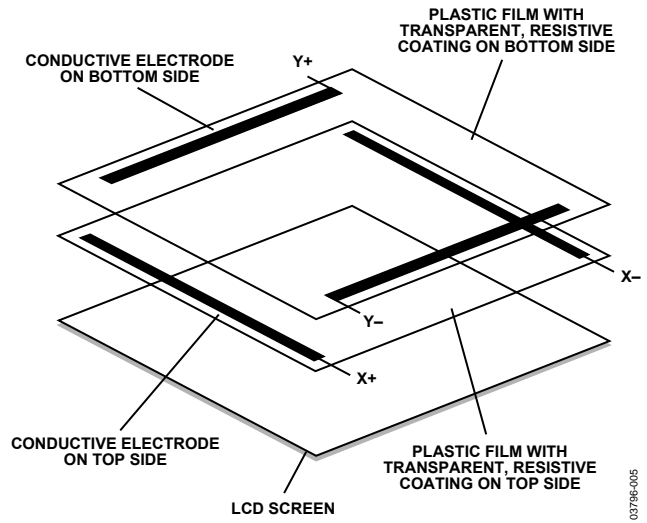 PLASTIC FILM WITH
TRANSPARENT, RESISTIVE
COATING ON BOTTOM SIDE
CONDUCTIVE ELECTRODE
ON BOTTOM SIDE
Y+
X–
Y–
X+
CONDUCTIVE ELECTRODE
ON TOP SIDE
PLASTIC FILM WITH
TRANSPARENT, RESISTIVE
COATING ON TOP SIDE
LCD SCREEN
03796-005